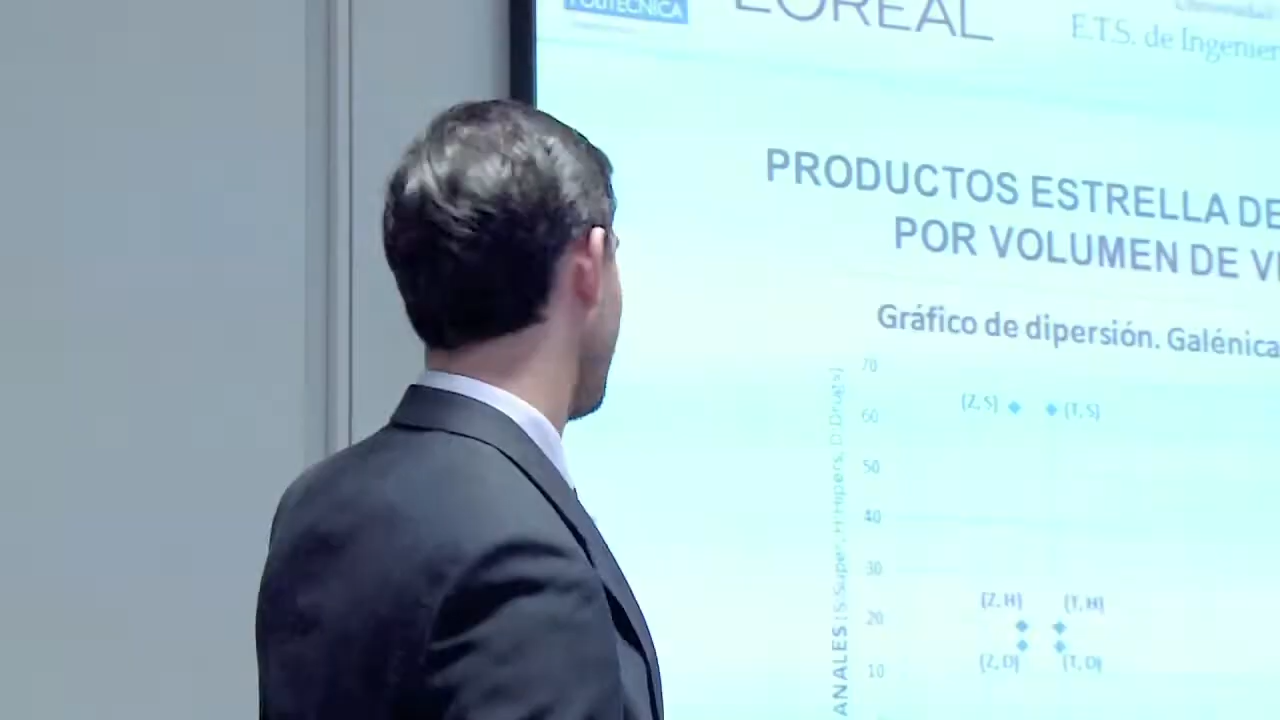 POLITÉCNICA
L'ORÉAL
E.T.S. de Ingenier
PRODUCTOS ESTRELLA DE
POR VOLUMEN DE V
Gráfico de dipersión. Galénica
70
(Z, S) (T, S)
60
50
40
30
(Z, H) (T, H)
20
(Z, D) (T, D)
10
ANALES (S Super, H Hipers, D Drugs)